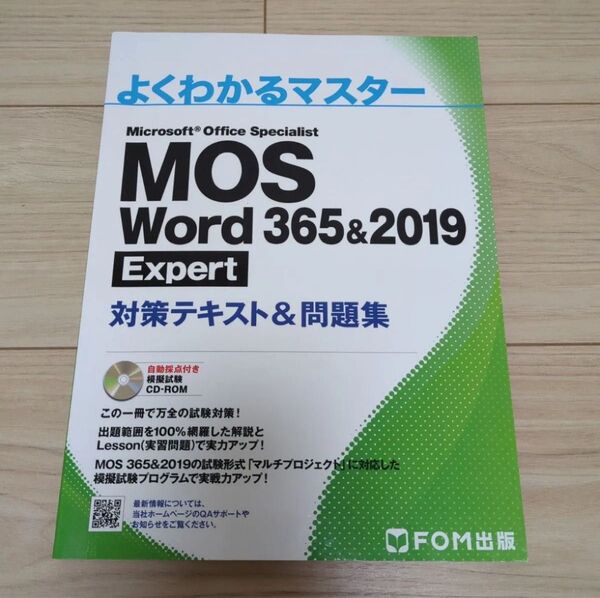 よくわかるマスター
Microsoft® Office Specialist
MOS
Word 365&2019
Expert
対策テキスト&問題集
自動採点付き
模擬試験
CD-ROM
この一冊で万全の試験対策！
出題範囲を100%網羅した解説と
Lesson(実習問題)で実力アップ！
MOS 365&2019の試験形式「マルチプロジェクト」に対応した
模擬試験プログラムで実戦力アップ！
最新情報については、
当社ホームページのQAサポートや
お知らせをご覧ください。
FOM出版